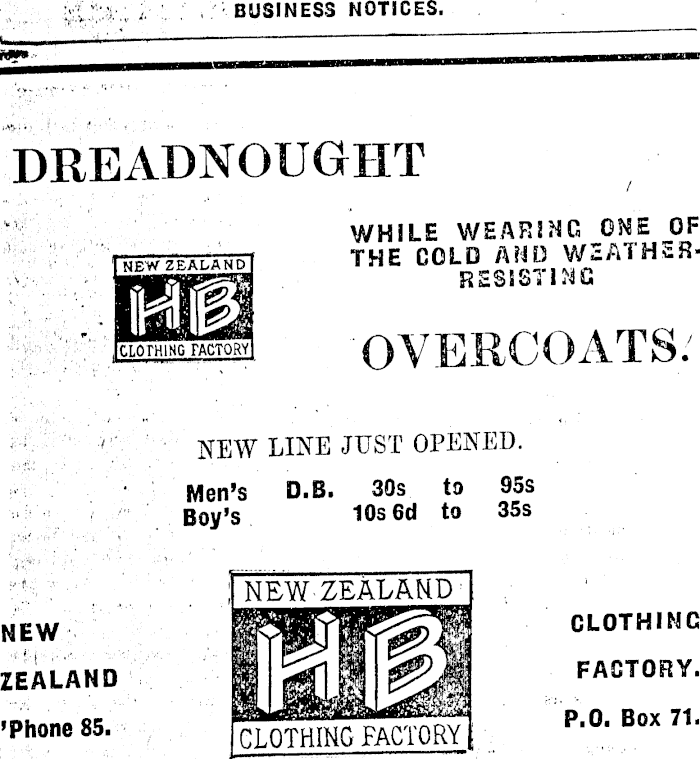 BUSINESS NOTICES.
DREADNOUGHT
WHILE WEARING ONE OF
THE COLD AND WEATHER-
RESISTING
NEW ZEALAND
HB
CLOTHING FACTORY
OVERCOATS.
NEW LINE JUST OPENED.
Men's D.B. 30s to 95s
Boy's 10s 6d to 35s
NEW ZEALAND
HB
CLOTHING FACTORY
NEW
ZEALAND
'Phone 85.
CLOTHING
FACTORY.
P.O. Box 71.